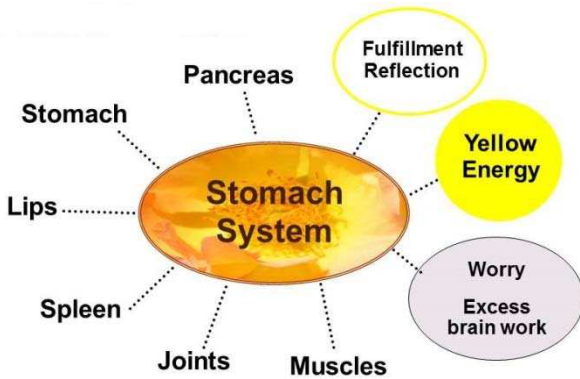 Fulfillment
Reflection
Pancreas
Stomach
Yellow
Energy
Stomach
System
Lips
Worry
Excess
brain work
Spleen
Joints
Muscles